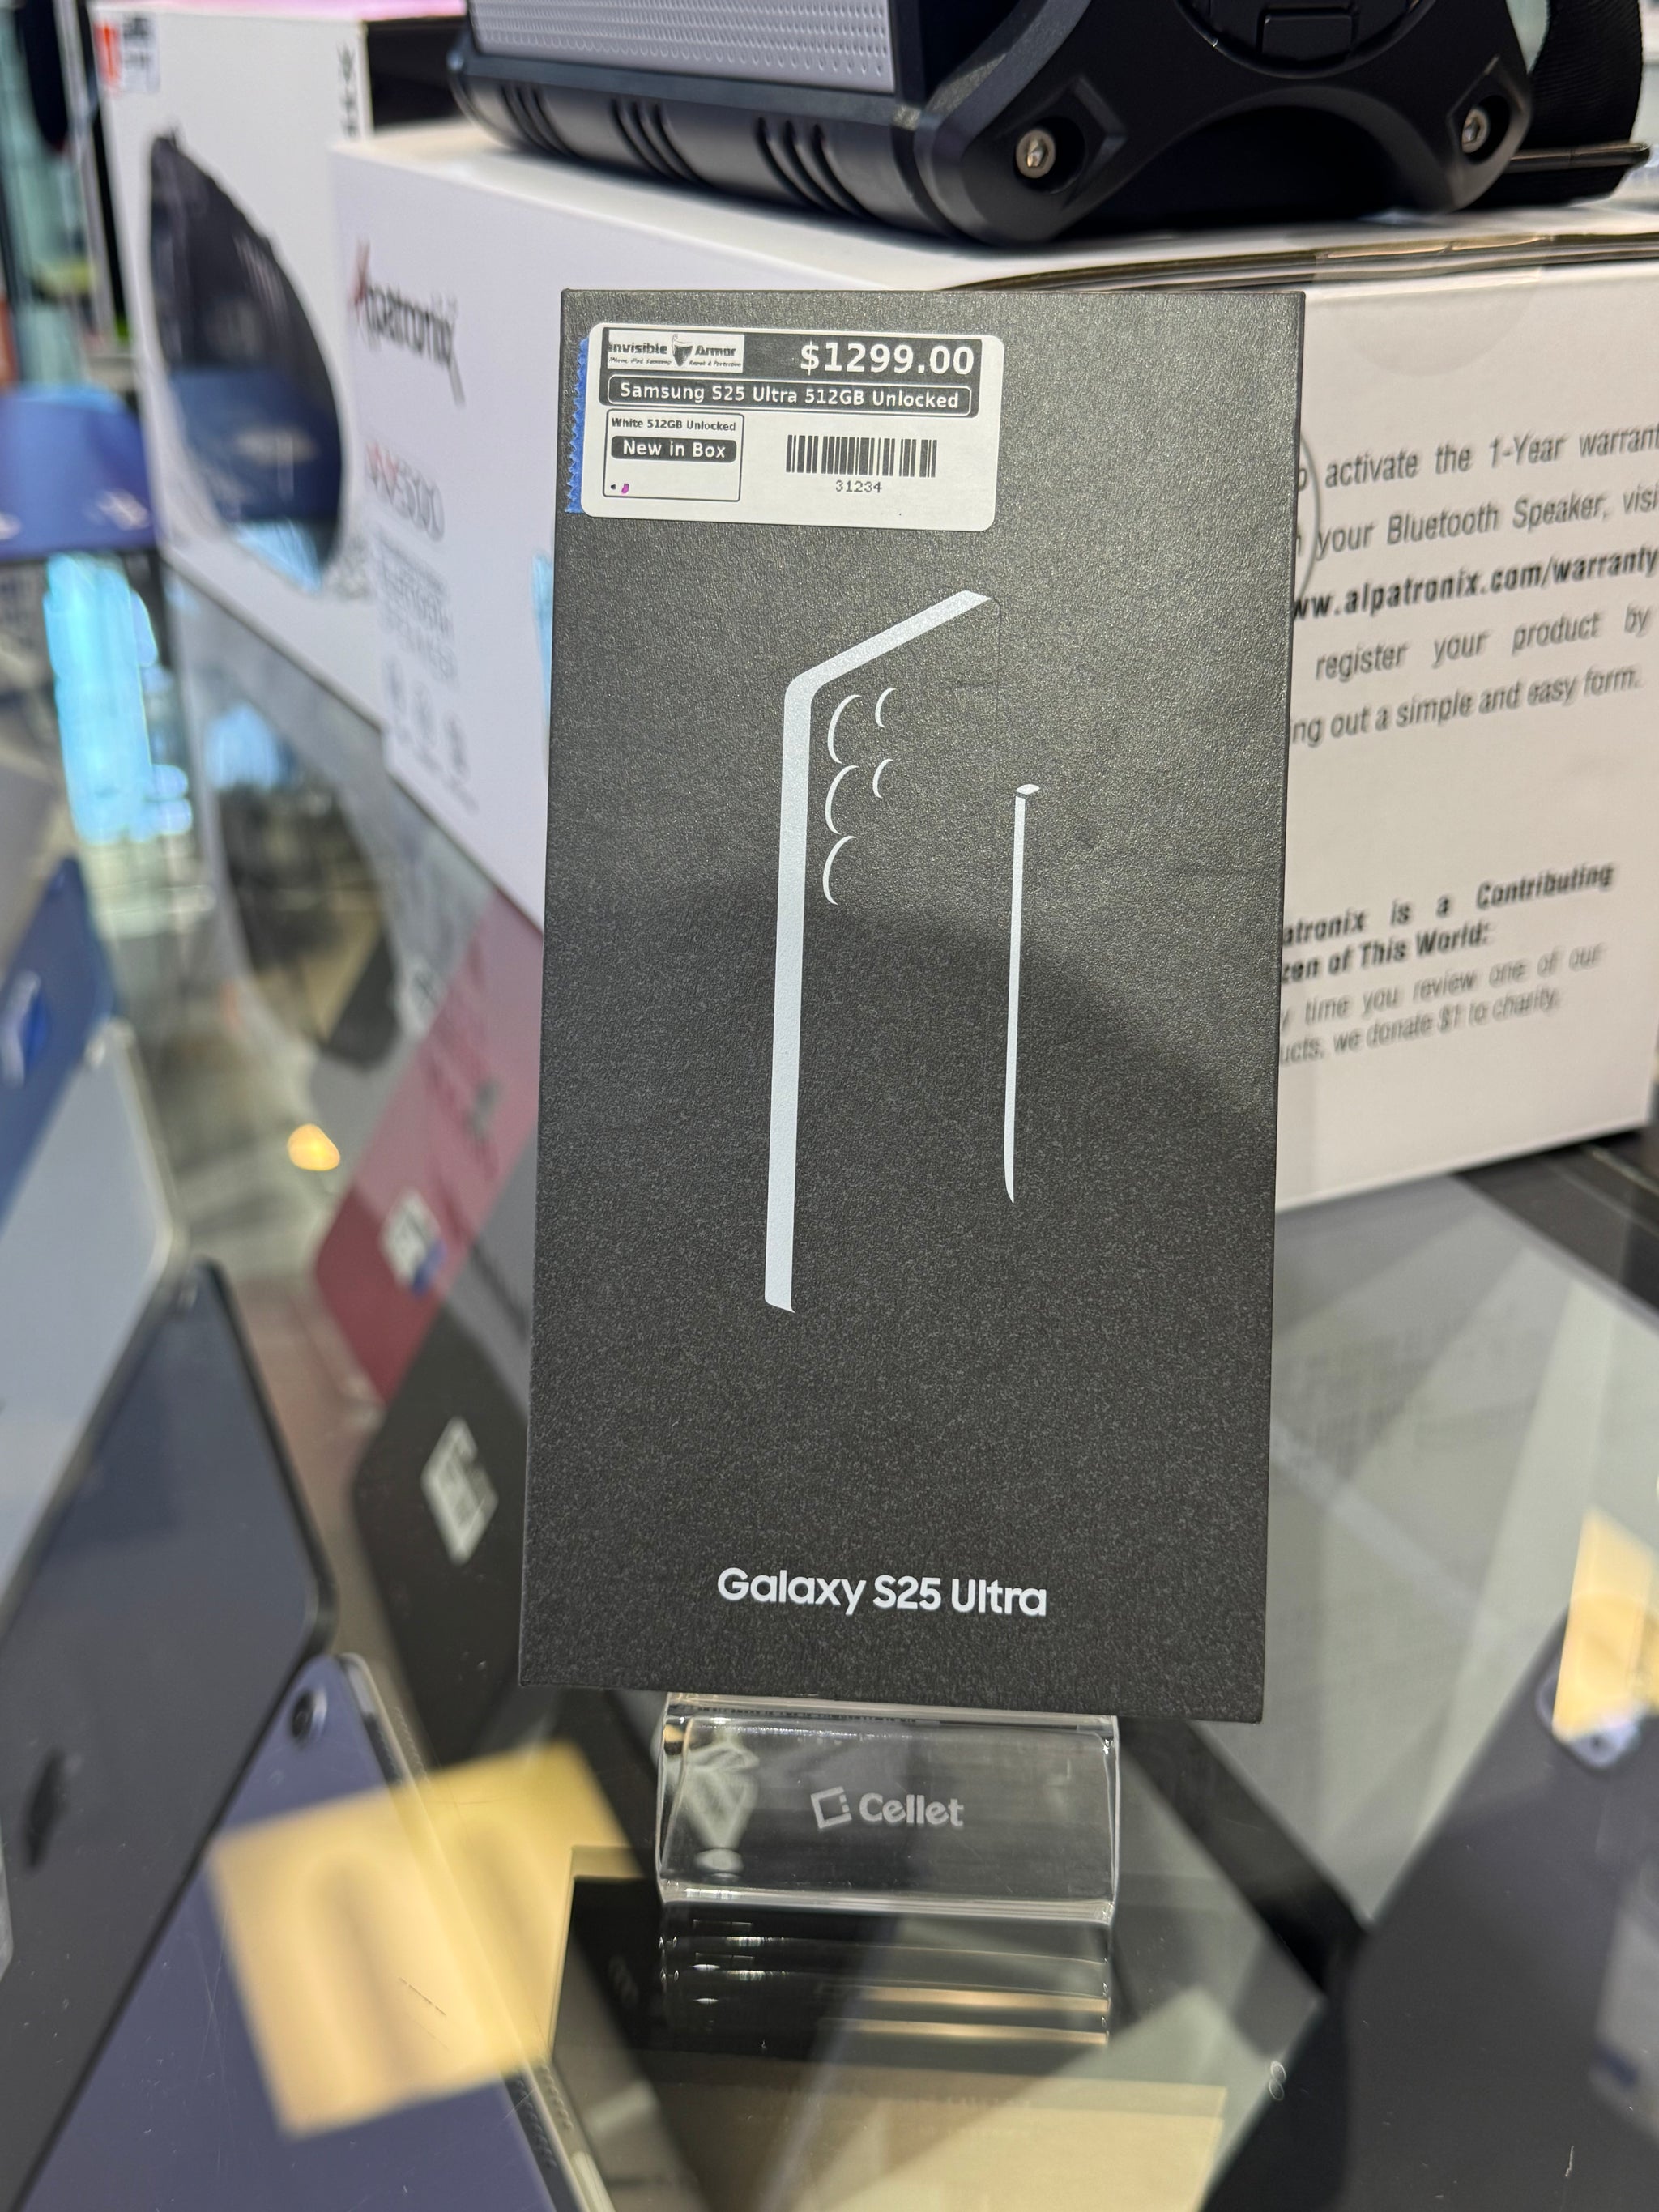 Invisible Armor
$1299.00
Samsung S25 Ultra 512GB Unlocked
White 512GB Unlocked
New in Box
31234
Galaxy S25 Ultra
Cellet
Alpatronix
activate the 1-Year
your Bluetooth Speaker,
ww.alpatronix.com/warranty
register your product by
ng out a simple and easy form.
atronix is a Contributing
zen of This World:
time you review one of our
ucts, we donate $1 to charity.